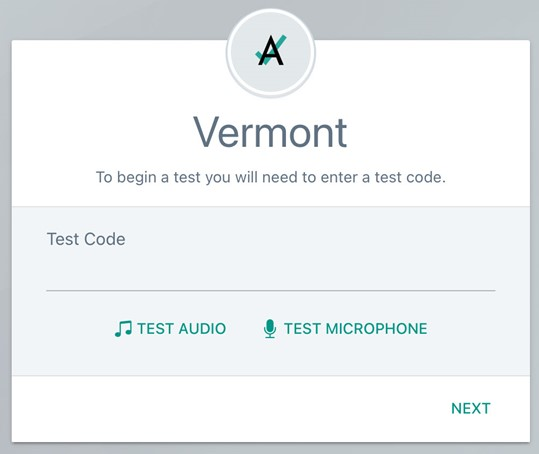 Vermont
To begin a test you will need to enter a test code.
Test Code
TEST AUDIO
TEST MICROPHONE
NEXT